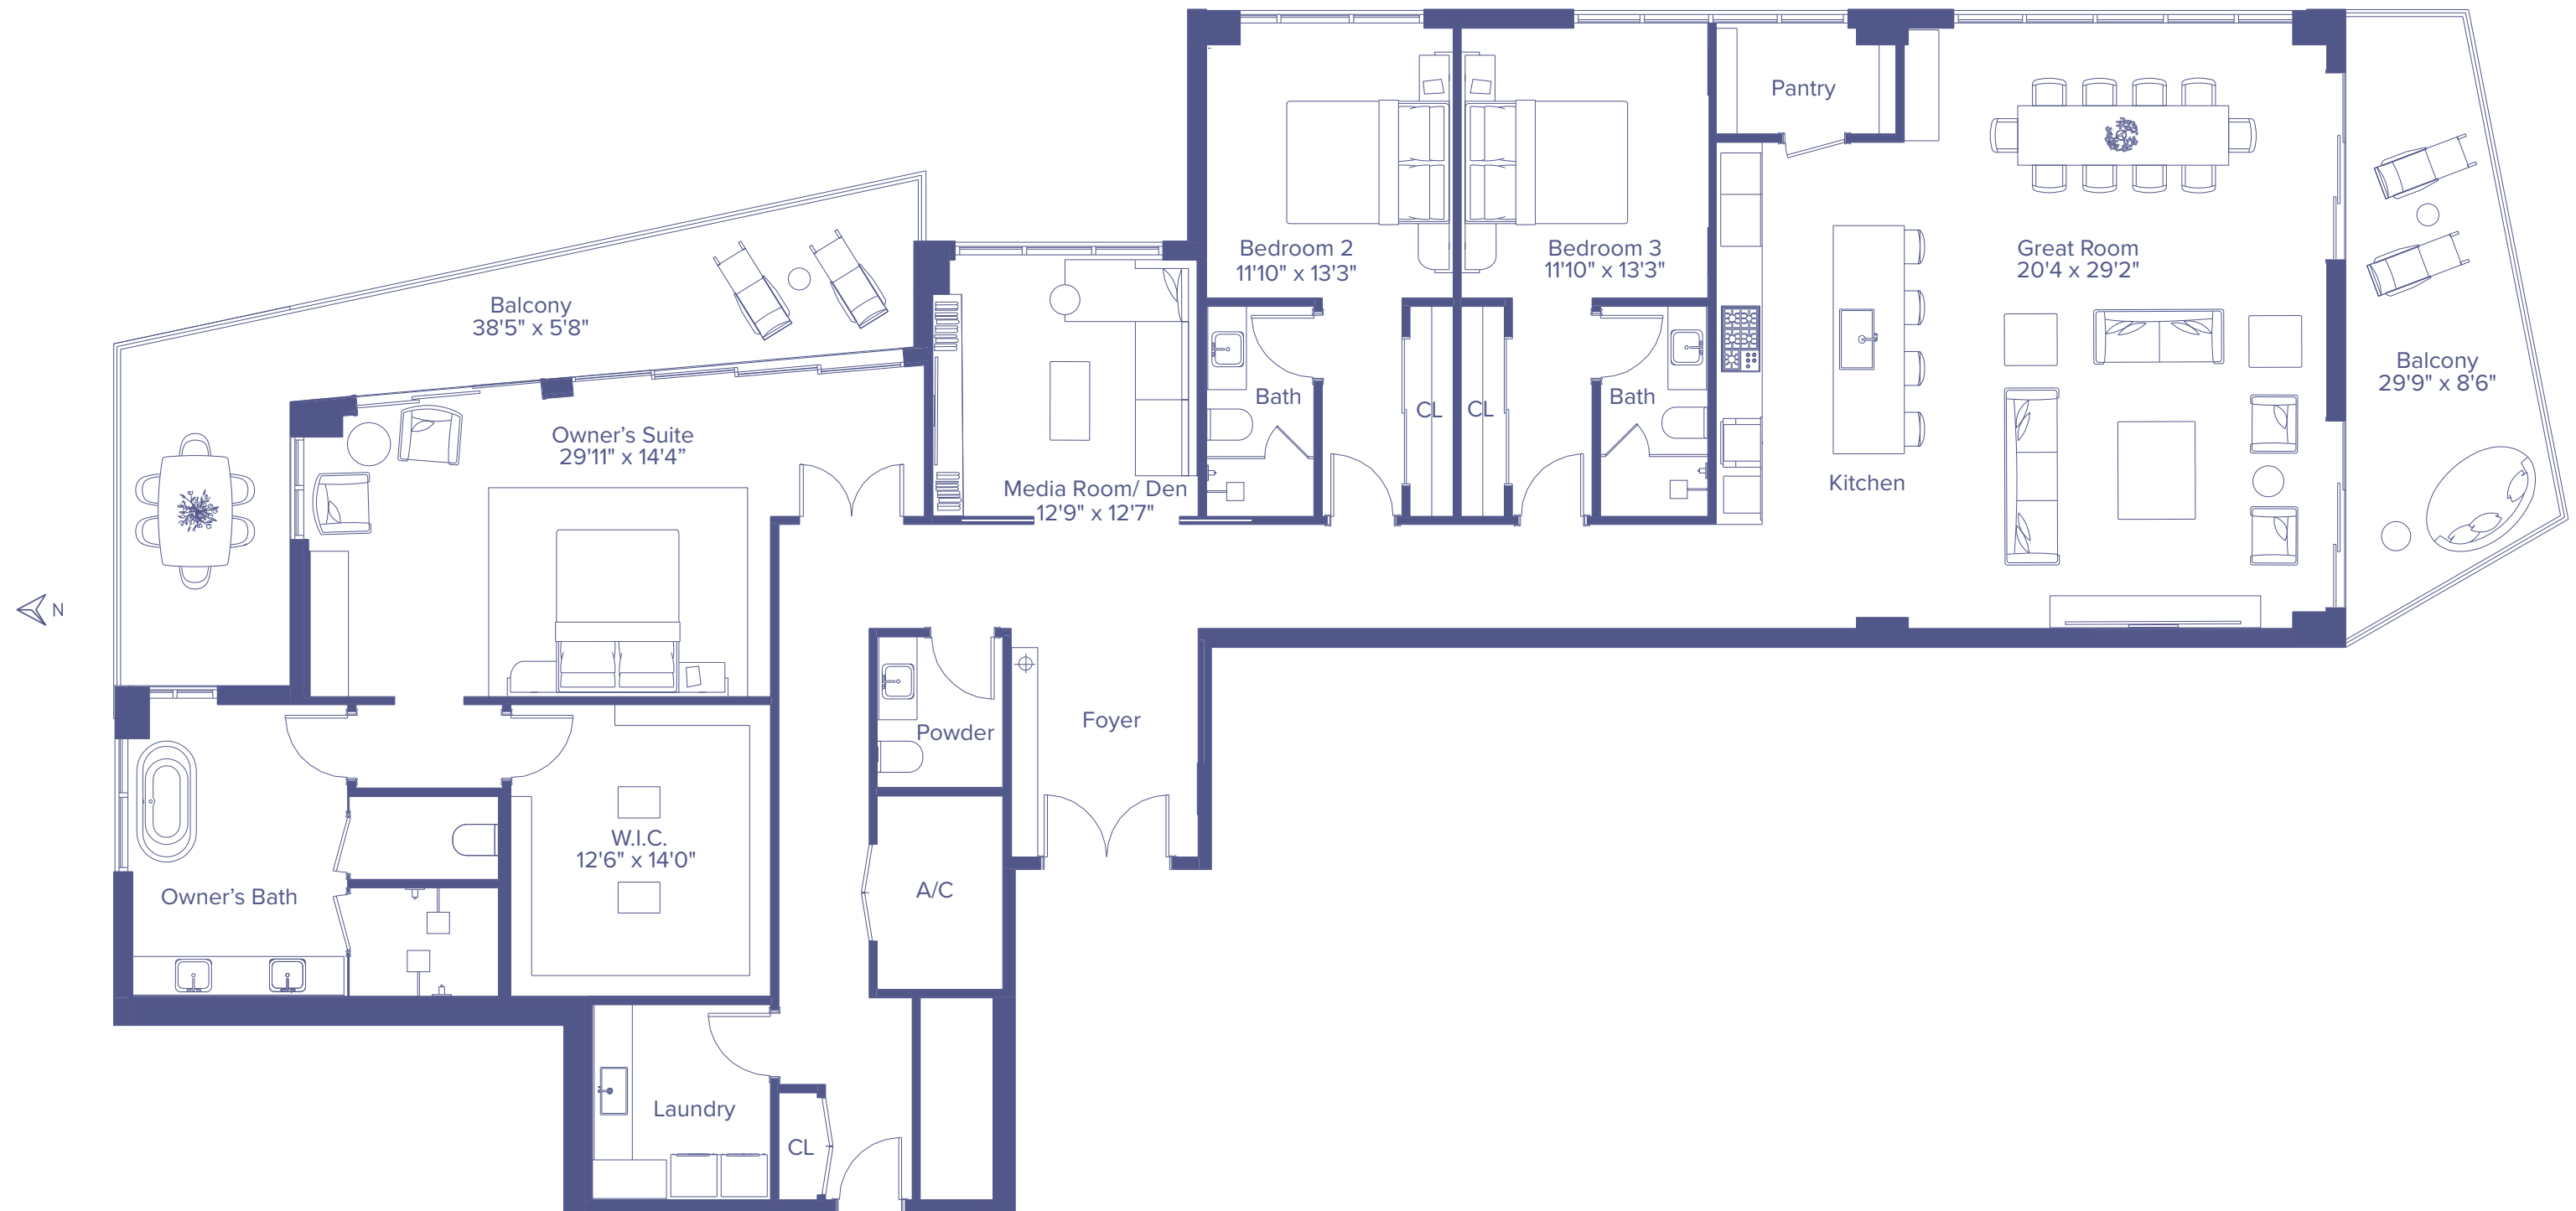 Pantry
Bedroom 2
11'10" x 13'3"
Bedroom 3
11'10" x 13'3"
Great Room
20'4 x 29'2"
Balcony
38'5" x 5'8"
Balcony
29'9" x 8'6"
Bath
CL
CL
Bath
Owner’s Suite
29'11" x 14'4”
Media Room/ Den
12'9" x 12'7"
Kitchen
N
Foyer
Powder
W.I.C.
12'6" x 14'0"
A/C
Owner’s Bath
Laundry
CL